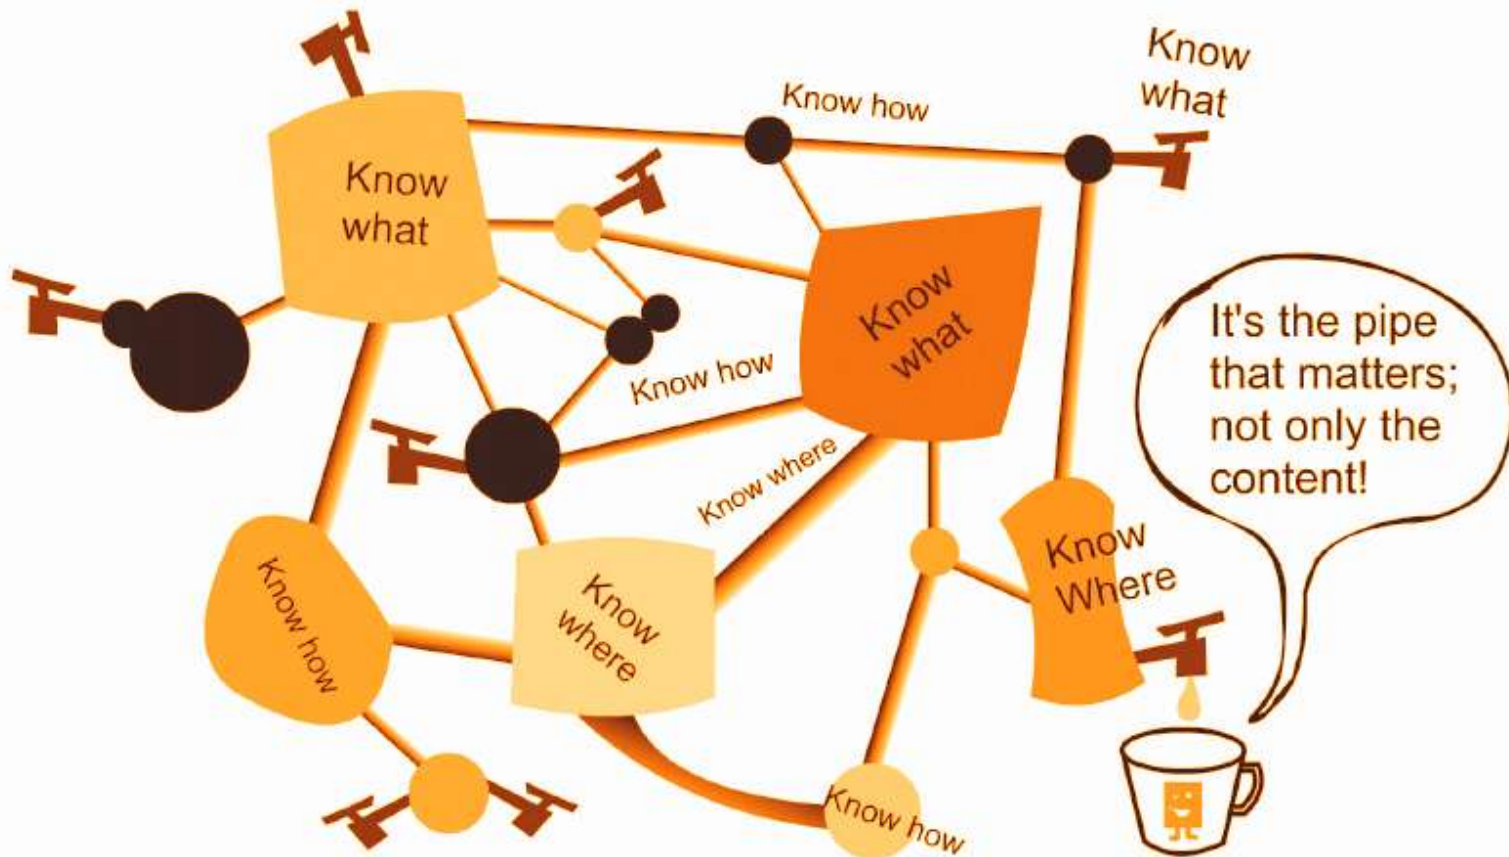 Know
what
Know how
Know
what
Know
what
Know how
Know where
It's the pipe
that matters;
not only the
content!
Know how
Know
where
Know
Where
Know how